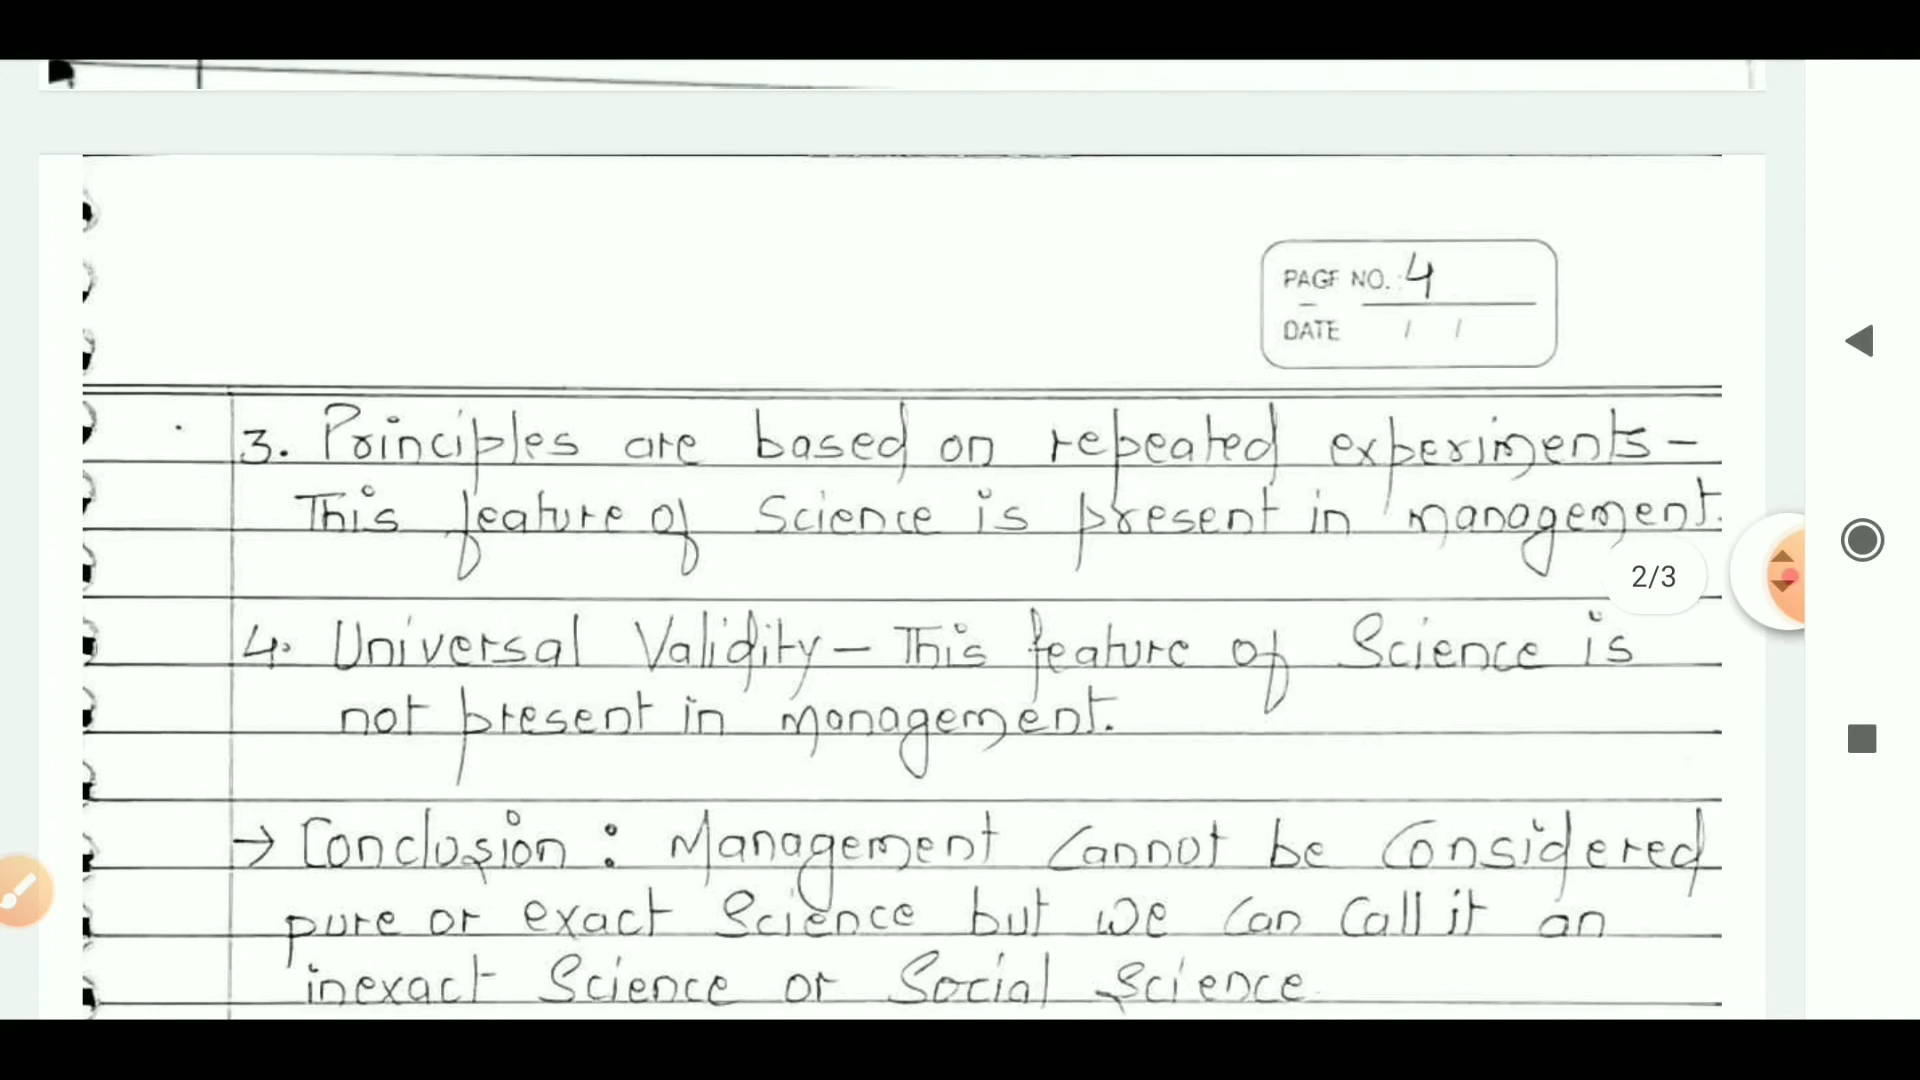 PAGE NO. 4
DATE / /
3. Principles are based on repeated experiments -
This feature of Science is present in management.
2/3
4. Universal Validity - This feature of Science is
not present in management.
→ Conclusion : Management Cannot be Considered
pure or exact Science but we Can Call it an
inexact Science or Social Science